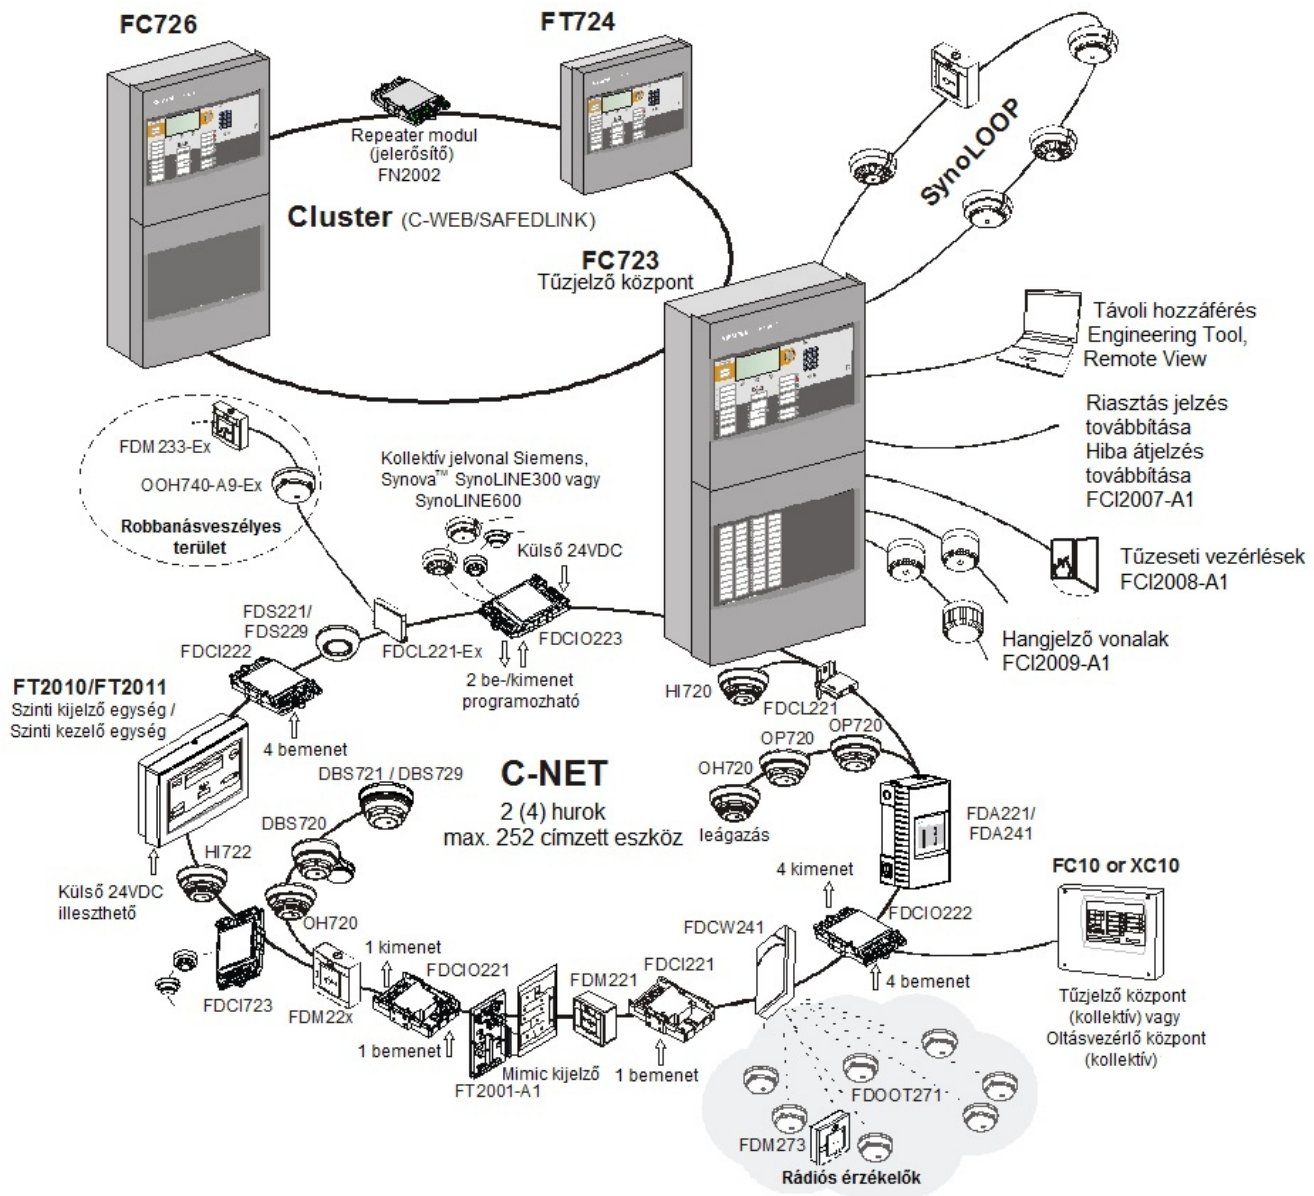 FC726
FT724
Repeater modul
(jelerősítő)
FN2002
SynoLOOP
Cluster (C-WEB/SAFEDLINK)
FC723
Tűzjelző központ
Távoli hozzáférés
Engineering Tool,
Remote View
Riasztás jelzés
továbbítása
Hiba átjelzés
továbbítása
FCI2007-A1
FDM233-Ex
OOH740-A9-Ex
Robbanásveszélyes
terület
Kollektív jelvonal Siemens,
Synova™ SynoLINE300 vagy
SynoLINE600
Külső 24VDC
Tűzeseti vezérlések
FCI2008-A1
Hangjelző vonalak
FCI2009-A1
FDS221/
FDS229
FDCI222
FDCL221-Ex
FDCIO223
2 be-/kimenet
programozható
4 bemenet
FT2010/FT2011
Szinti kijelző egység /
Szinti kezelő egység
HI720
FDCL221
OP720
OP720
OH720
leágazás
C-NET
2 (4) hurok
max. 252 címzett eszköz
DBS721 / DBS729
DBS720
OH720
HI722
Külső 24VDC
illeszthető
FDCI723
FDM22x
1 kimenet
FDCIO221
1 bemenet
Mimic kijelző
FT2001-A1
FDM221
FDCI221
1 bemenet
FDCW241
4 kimenet
FDCIO222
4 bemenet
FDA221/
FDA241
FC10 or XC10
Tűzjelző központ
(kollektív) vagy
Oltásvezérlő központ
(kollektív)
FDOOT271
FDM273
Rádiós érzékelők